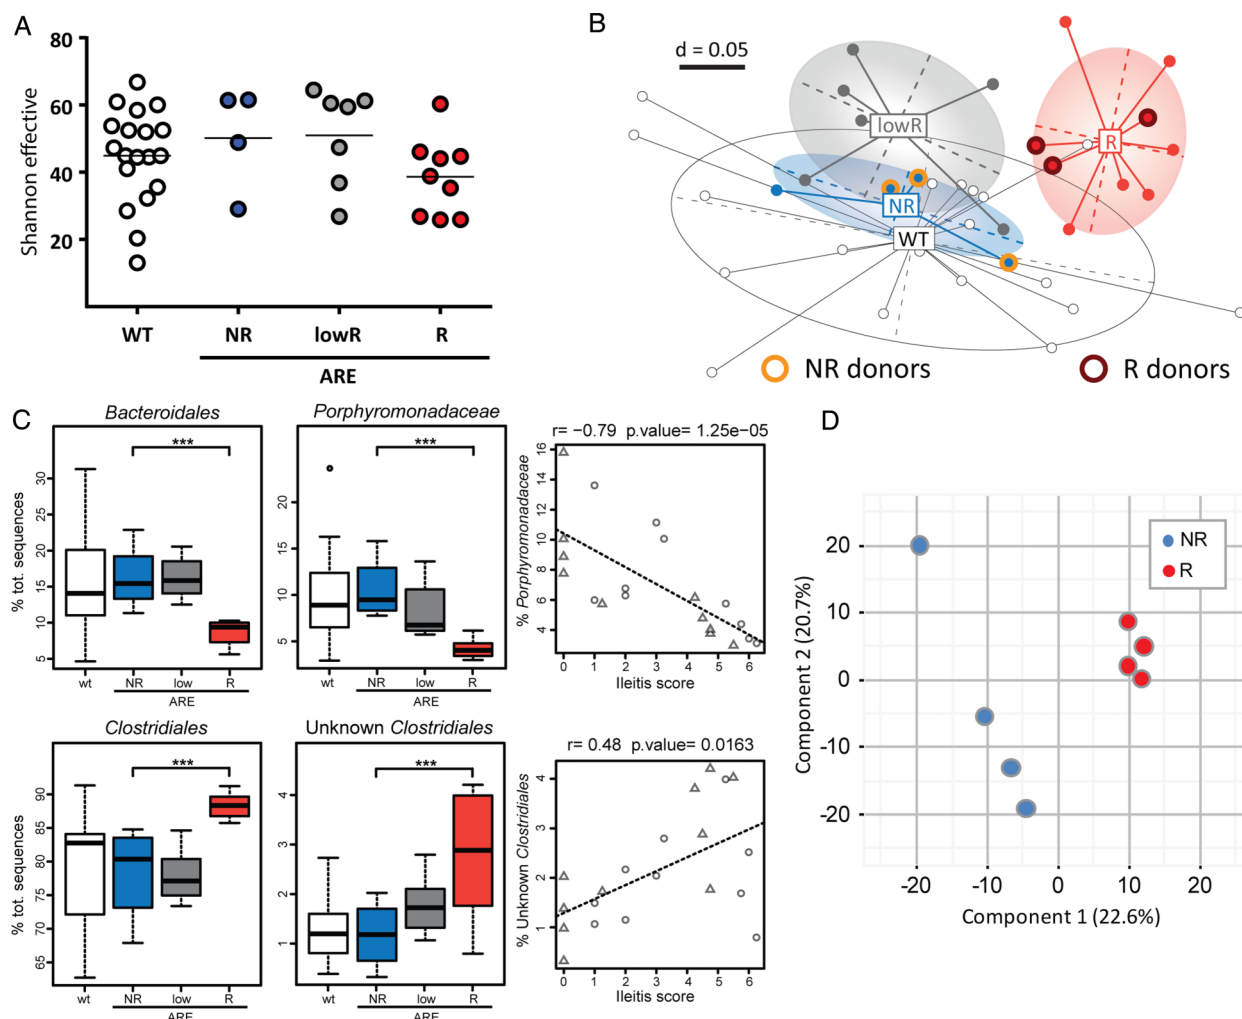 A
Shannon effective
80
60
40
20
WT
NR
lowR
R
ARE
B
d = 0.05
lowR
R
NR
WT
NR donors
R donors
C
Bacteroidales
% tot. sequences
30
25
20
15
10
5
***
wt
NR
low
R
ARE
Porphyromonadaceae
20
15
10
5
***
wt
NR
low
R
ARE
r= −0.79 p.value= 1.25e−05
% Porphyromonadaceae
16
14
12
10
8
6
4
0 1 2 3 4 5 6
Ileitis score
Clostridiales
% tot. sequences
90
85
80
75
70
65
***
wt
NR
low
R
ARE
Unknown Clostridiales
4
3
2
1
***
wt
NR
low
R
ARE
r= 0.48 p.value= 0.0163
% Unknown Clostridiales
4
3
2
1
0 1 2 3 4 5 6
Ileitis score
D
NR
R
Component 2 (20.7%)
20
10
0
-10
-20
-20 -10 0 10 20
Component 1 (22.6%)